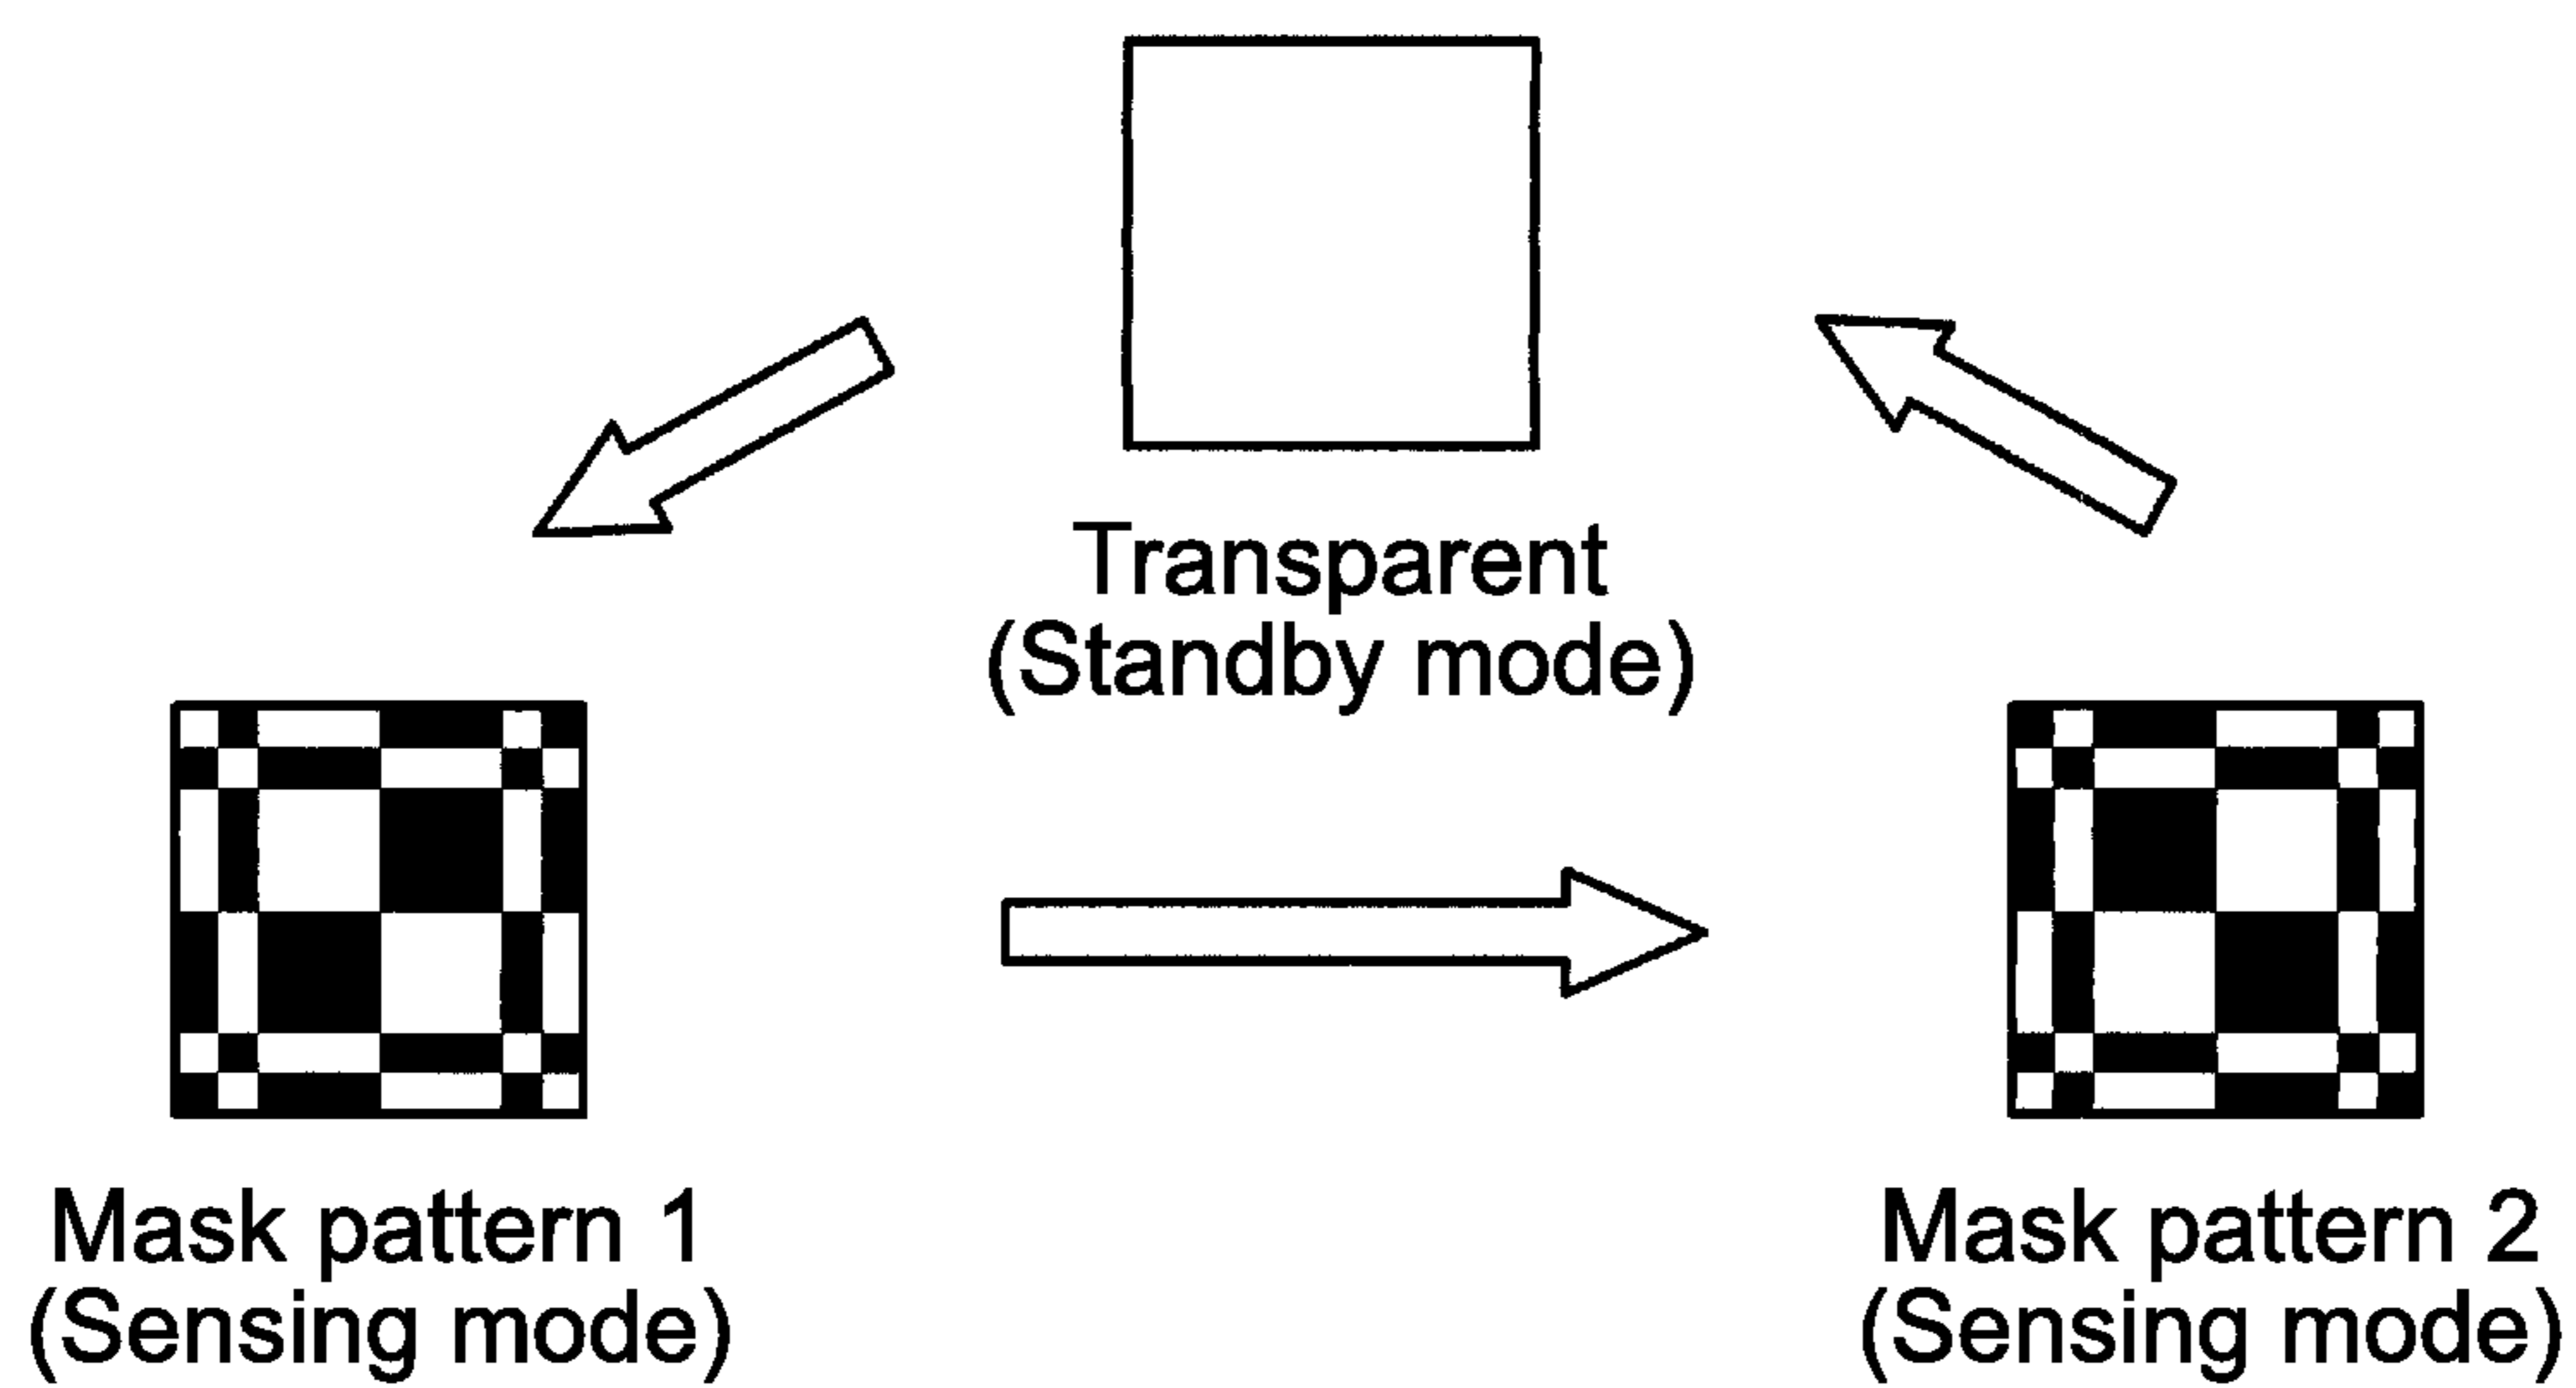 Transparent
(Standby mode)
Mask pattern 1
(Sensing mode)
Mask pattern 2
(Sensing mode)